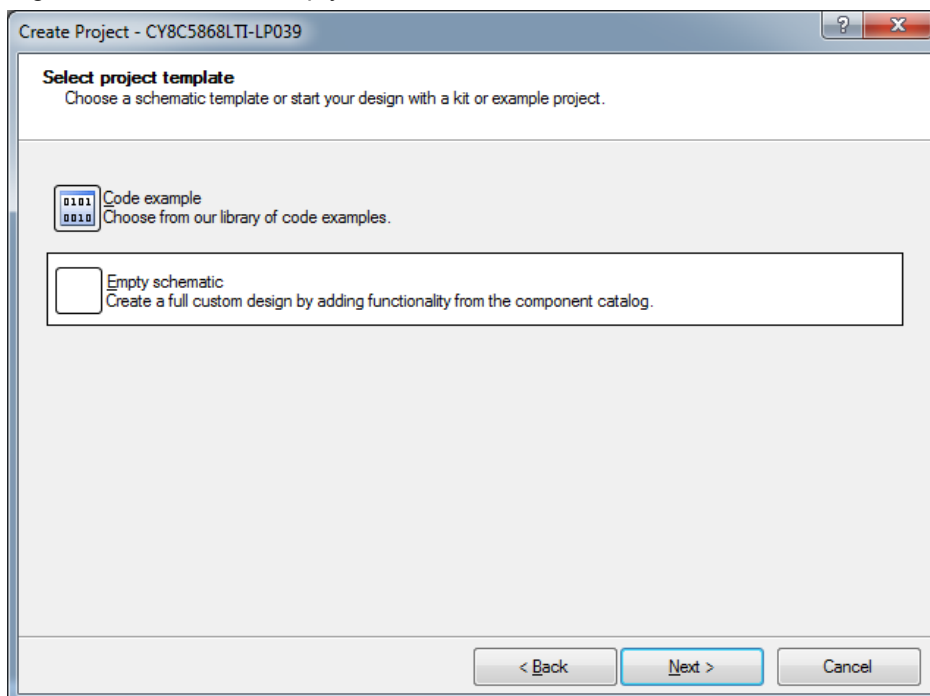 Create Project - CY8C5868LTI-LP039
?
X
Select project template
Choose a schematic template or start your design with a kit or example project.
0101
0010
Code example
Choose from our library of code examples.
Empty schematic
Create a full custom design by adding functionality from the component catalog.
< Back
Next >
Cancel